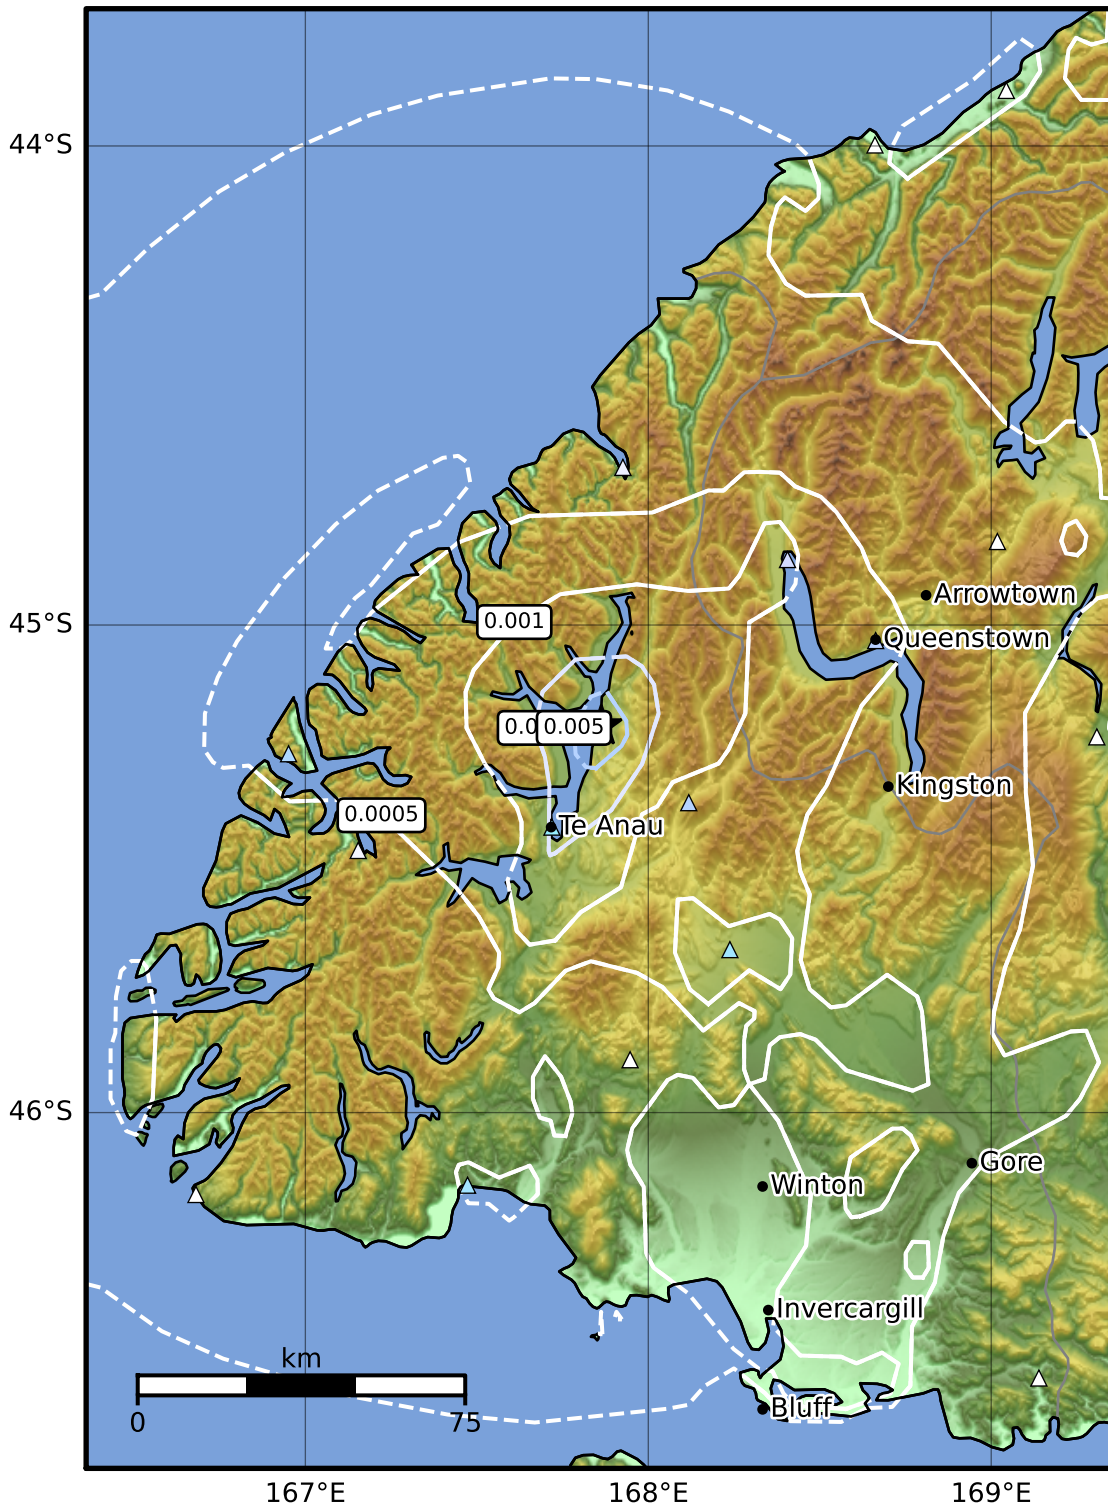 44°S
0.001
Arrowtown
45°S
Queenstown
0.005
Kingston
0.0005
Te Anau
46°S
Gore
Winton
Invercargill
km
Bluff
0
75
167°E
168°E
169°E